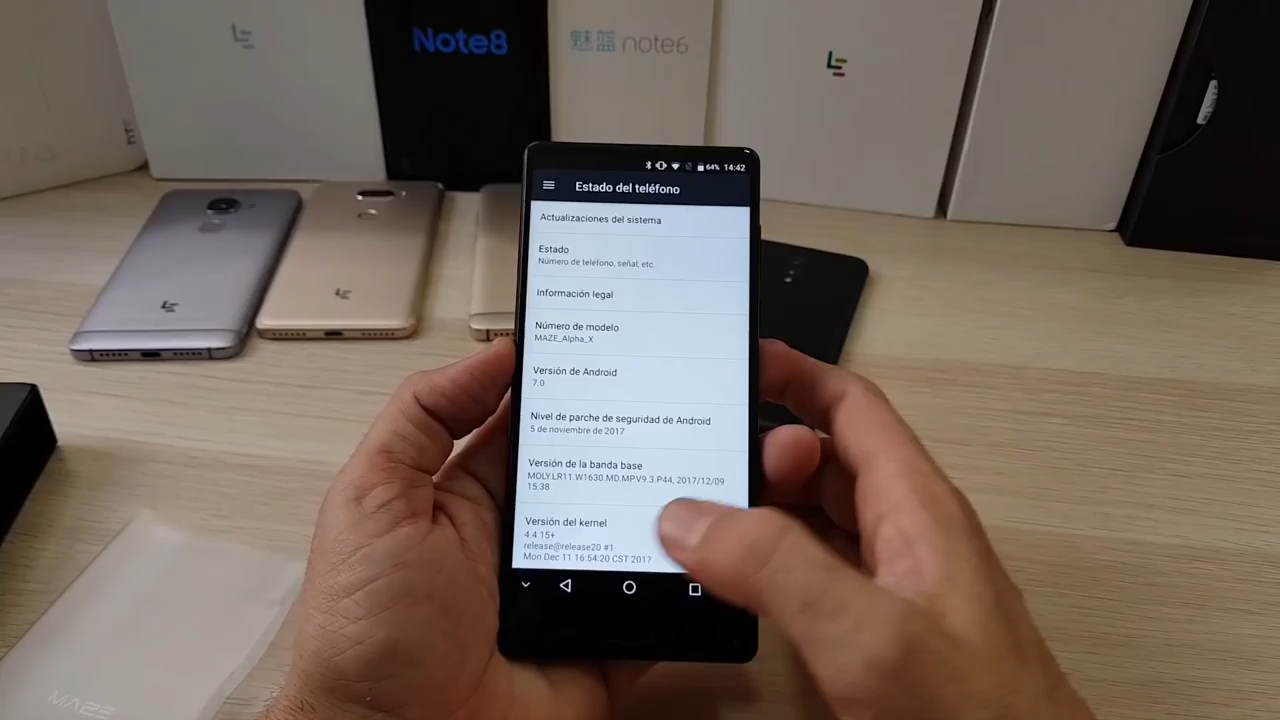 Note8
魅蓝 note6
64% 14:42
Estado del teléfono
Actualizaciones del sistema
Estado
Número de teléfono, señal, etc.
Información legal
Número de modelo
MAZE_Alpha_X
Versión de Android
7.0
Nivel de parche de seguridad de Android
5 de noviembre de 2017
Versión de la banda base
MOLY.LR11.W1630.MD.MP.V9.3.P44, 2017/12/09
15:38
Versión del kernel
4.4.15+
release@release20 #1
Mon Dec 11 16:54:20 CST 2017
MAZE